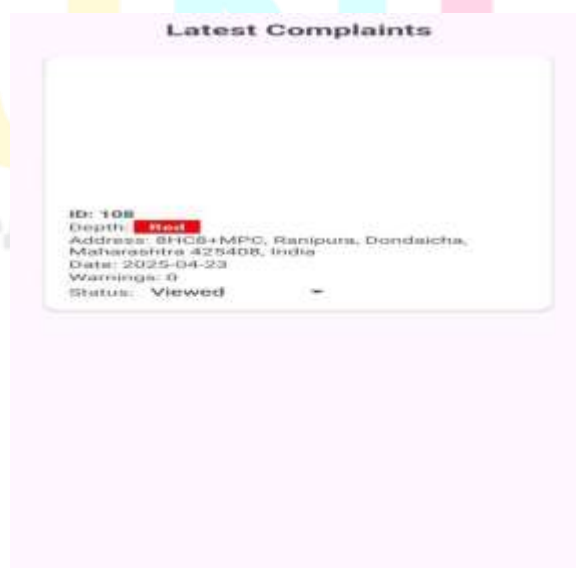 Latest Complaints
ID: 108
Depth: Red
Address: 8HC8+MPC, Ranipura, Dondaicha,
Maharashtra 425408, India
Date: 2025-04-23
Warnings: 0
Status: Viewed